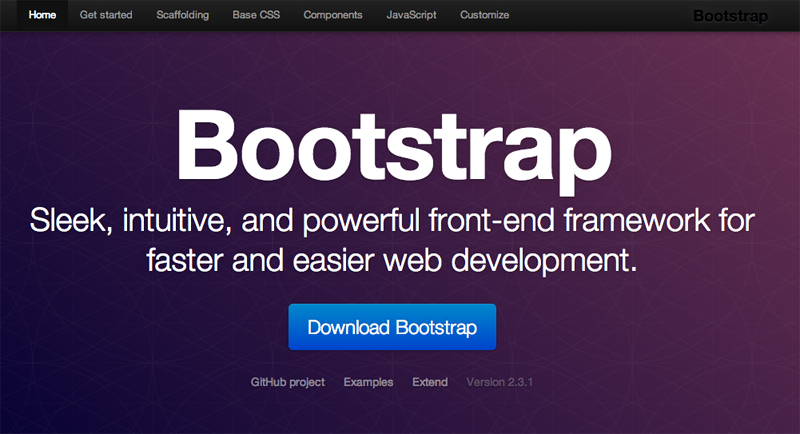 Home Get started Scaffolding Base CSS Components JavaScript Customize Bootstrap
Bootstrap
Sleek, intuitive, and powerful front-end framework for
faster and easier web development.
Download Bootstrap
GitHub project Examples Extend Version 2.3.1